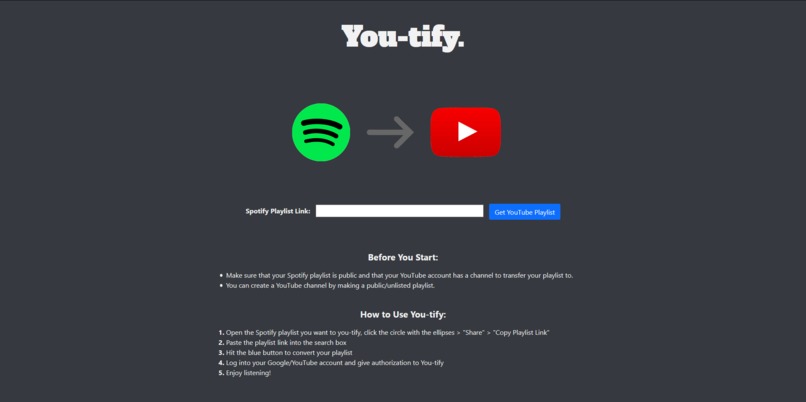 You-tify.
Spotify Playlist Link:
Get YouTube Playlist
Before You Start:
• Make sure that your Spotify playlist is public and that your YouTube account has a channel to transfer your playlist to.
• You can create a YouTube channel by making a public/unlisted playlist.
How to Use You-tify:
1. Open the Spotify playlist you want to you-tify, click the circle with the ellipses > "Share" > "Copy Playlist Link"
2. Paste the playlist link into the search box
3. Hit the blue button to convert your playlist
4. Log into your Google/YouTube account and give authorization to You-tify
5. Enjoy listening!